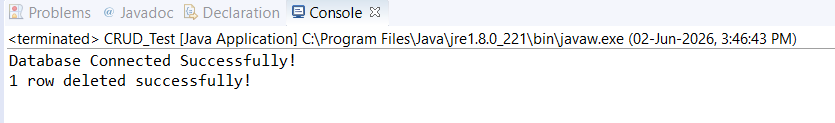 Problems @ Javadoc Declaration Console
<terminated> CRUD_Test [Java Application] C:\Program Files\Java\jre1.8.0_221\bin\javaw.exe (02-Jun-2026, 3:46:43 PM)
Database Connected Successfully!
1 row deleted successfully!